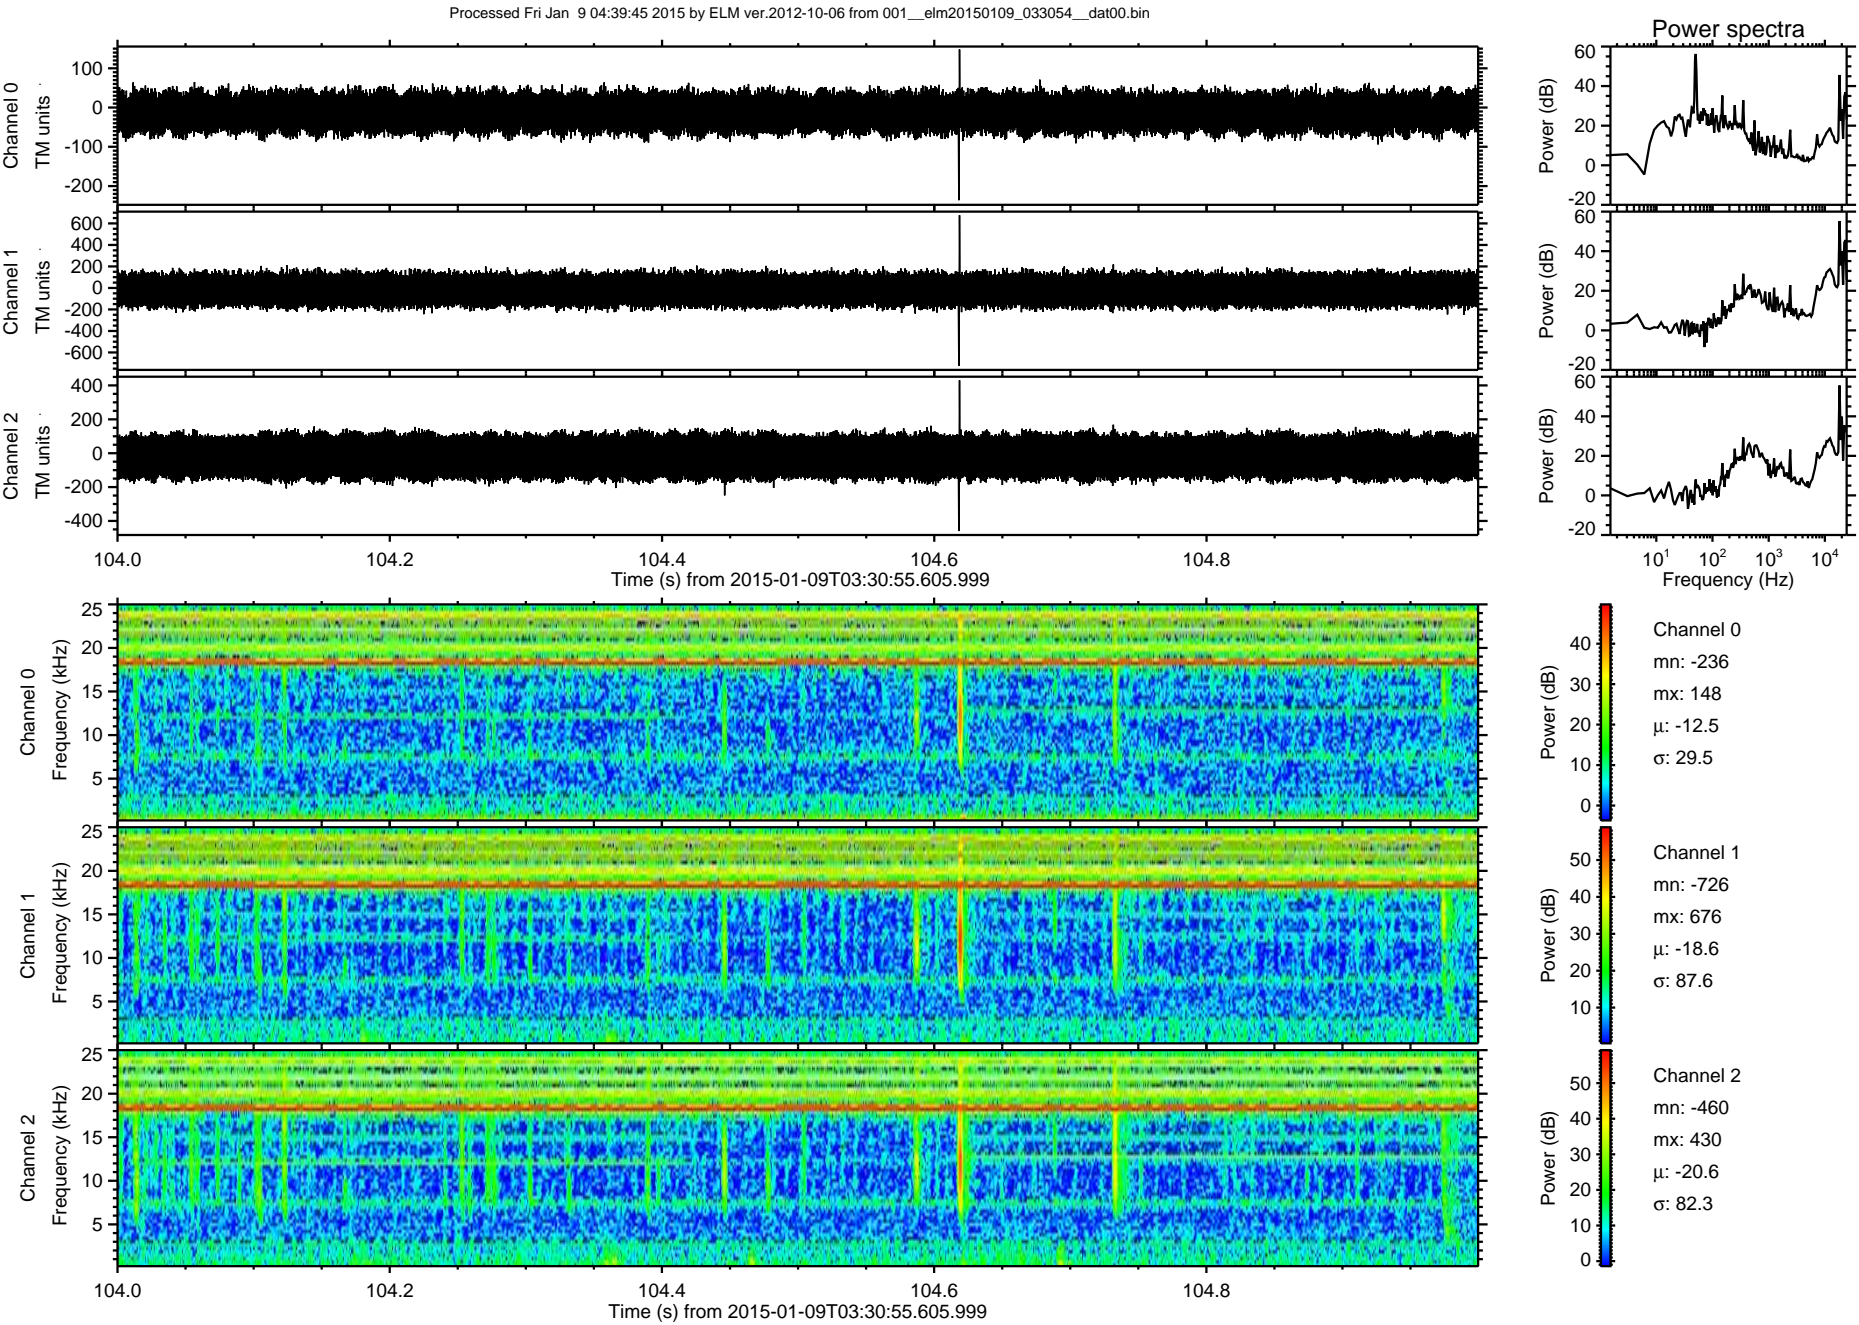 Processed Fri Jan  9 04:39:45 2015 by ELM ver.2012-10-06 from 001__elm20150109_033054__dat00.bin
Power spectra
Channel 0
TM units
100
0
-100
-200
Power (dB)
60
40
20
0
-20
Channel 1
TM units
600
400
200
0
-200
-400
-600
Power (dB)
60
40
20
0
-20
Channel 2
TM units
400
200
0
-200
-400
Power (dB)
60
40
20
0
-20
104.0 104.2 104.4 104.6 104.8
Time (s) from 2015-01-09T03:30:55.605.999
10^1 10^2 10^3 10^4
Frequency (Hz)
Channel 0
Frequency (kHz)
25
20
15
10
5
Power (dB)
40
30
20
10
0
Channel 0
mn: -236
mx: 148
μ: -12.5
σ: 29.5
Channel 1
Frequency (kHz)
25
20
15
10
5
Power (dB)
50
40
30
20
10
Channel 1
mn: -726
mx: 676
μ: -18.6
σ: 87.6
Channel 2
Frequency (kHz)
25
20
15
10
5
Power (dB)
50
40
30
20
10
0
Channel 2
mn: -460
mx: 430
μ: -20.6
σ: 82.3
104.0 104.2 104.4 104.6 104.8
Time (s) from 2015-01-09T03:30:55.605.999